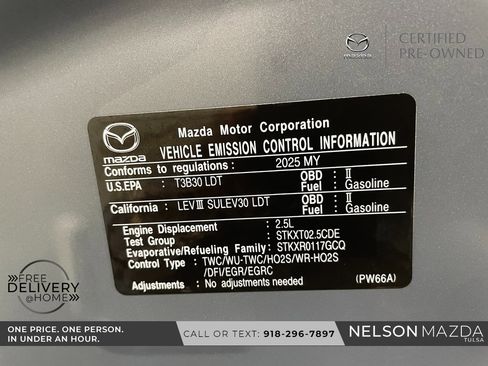 mazda
CERTIFIED
PRE-OWNED
mazda
Mazda Motor Corporation
VEHICLE EMISSION CONTROL INFORMATION
Conforms to regulations : 2025 MY
U.S.EPA : T3B30 LDT OBD : II
Fuel : Gasoline
California : LEVIII SULEV30 LDT OBD : II
Fuel : Gasoline
Engine Displacement : 2.5L
Test Group : STKXT02.5CDE
Evaporative/Refueling Family: STKXR0117GCQ
Control Type : TWC/WU-TWC/HO2S/WR-HO2S
/DFI/EGR/EGRC
Adjustments : No adjustments needed (PW66A)
FREE
DELIVERY
@HOME
ONE PRICE. ONE PERSON.
IN UNDER AN HOUR.
CALL OR TEXT: 918-296-7897
NELSON MAZDA
TULSA